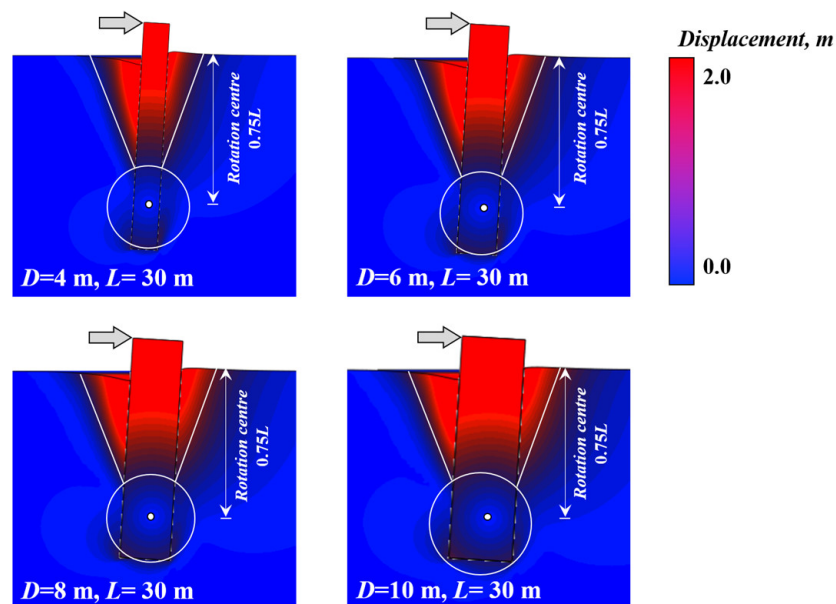 Displacement, m
2.0
0.0
Rotation centre
0.75L
D=4 m, L= 30 m
Rotation centre
0.75L
D=6 m, L= 30 m
Rotation centre
0.75L
D=8 m, L= 30 m
Rotation centre
0.75L
D=10 m, L= 30 m